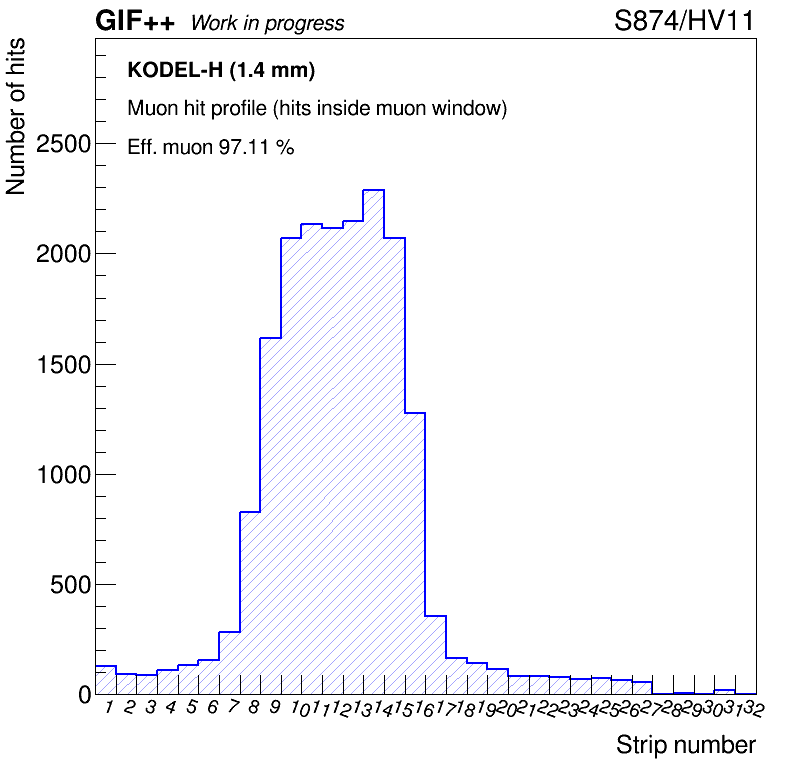 GIF++ Work in progress S874/HV11
Number of hits
KODEL-H (1.4 mm)
Muon hit profile (hits inside muon window)
Eff. muon 97.11 %
2500
2000
1500
1000
500
0
1 2 3 4 5 6 7 8 9 10 11 12 13 14 15 16 17 18 19 20 21 22 23 24 25 26 27 28 29 30 31 32
Strip number